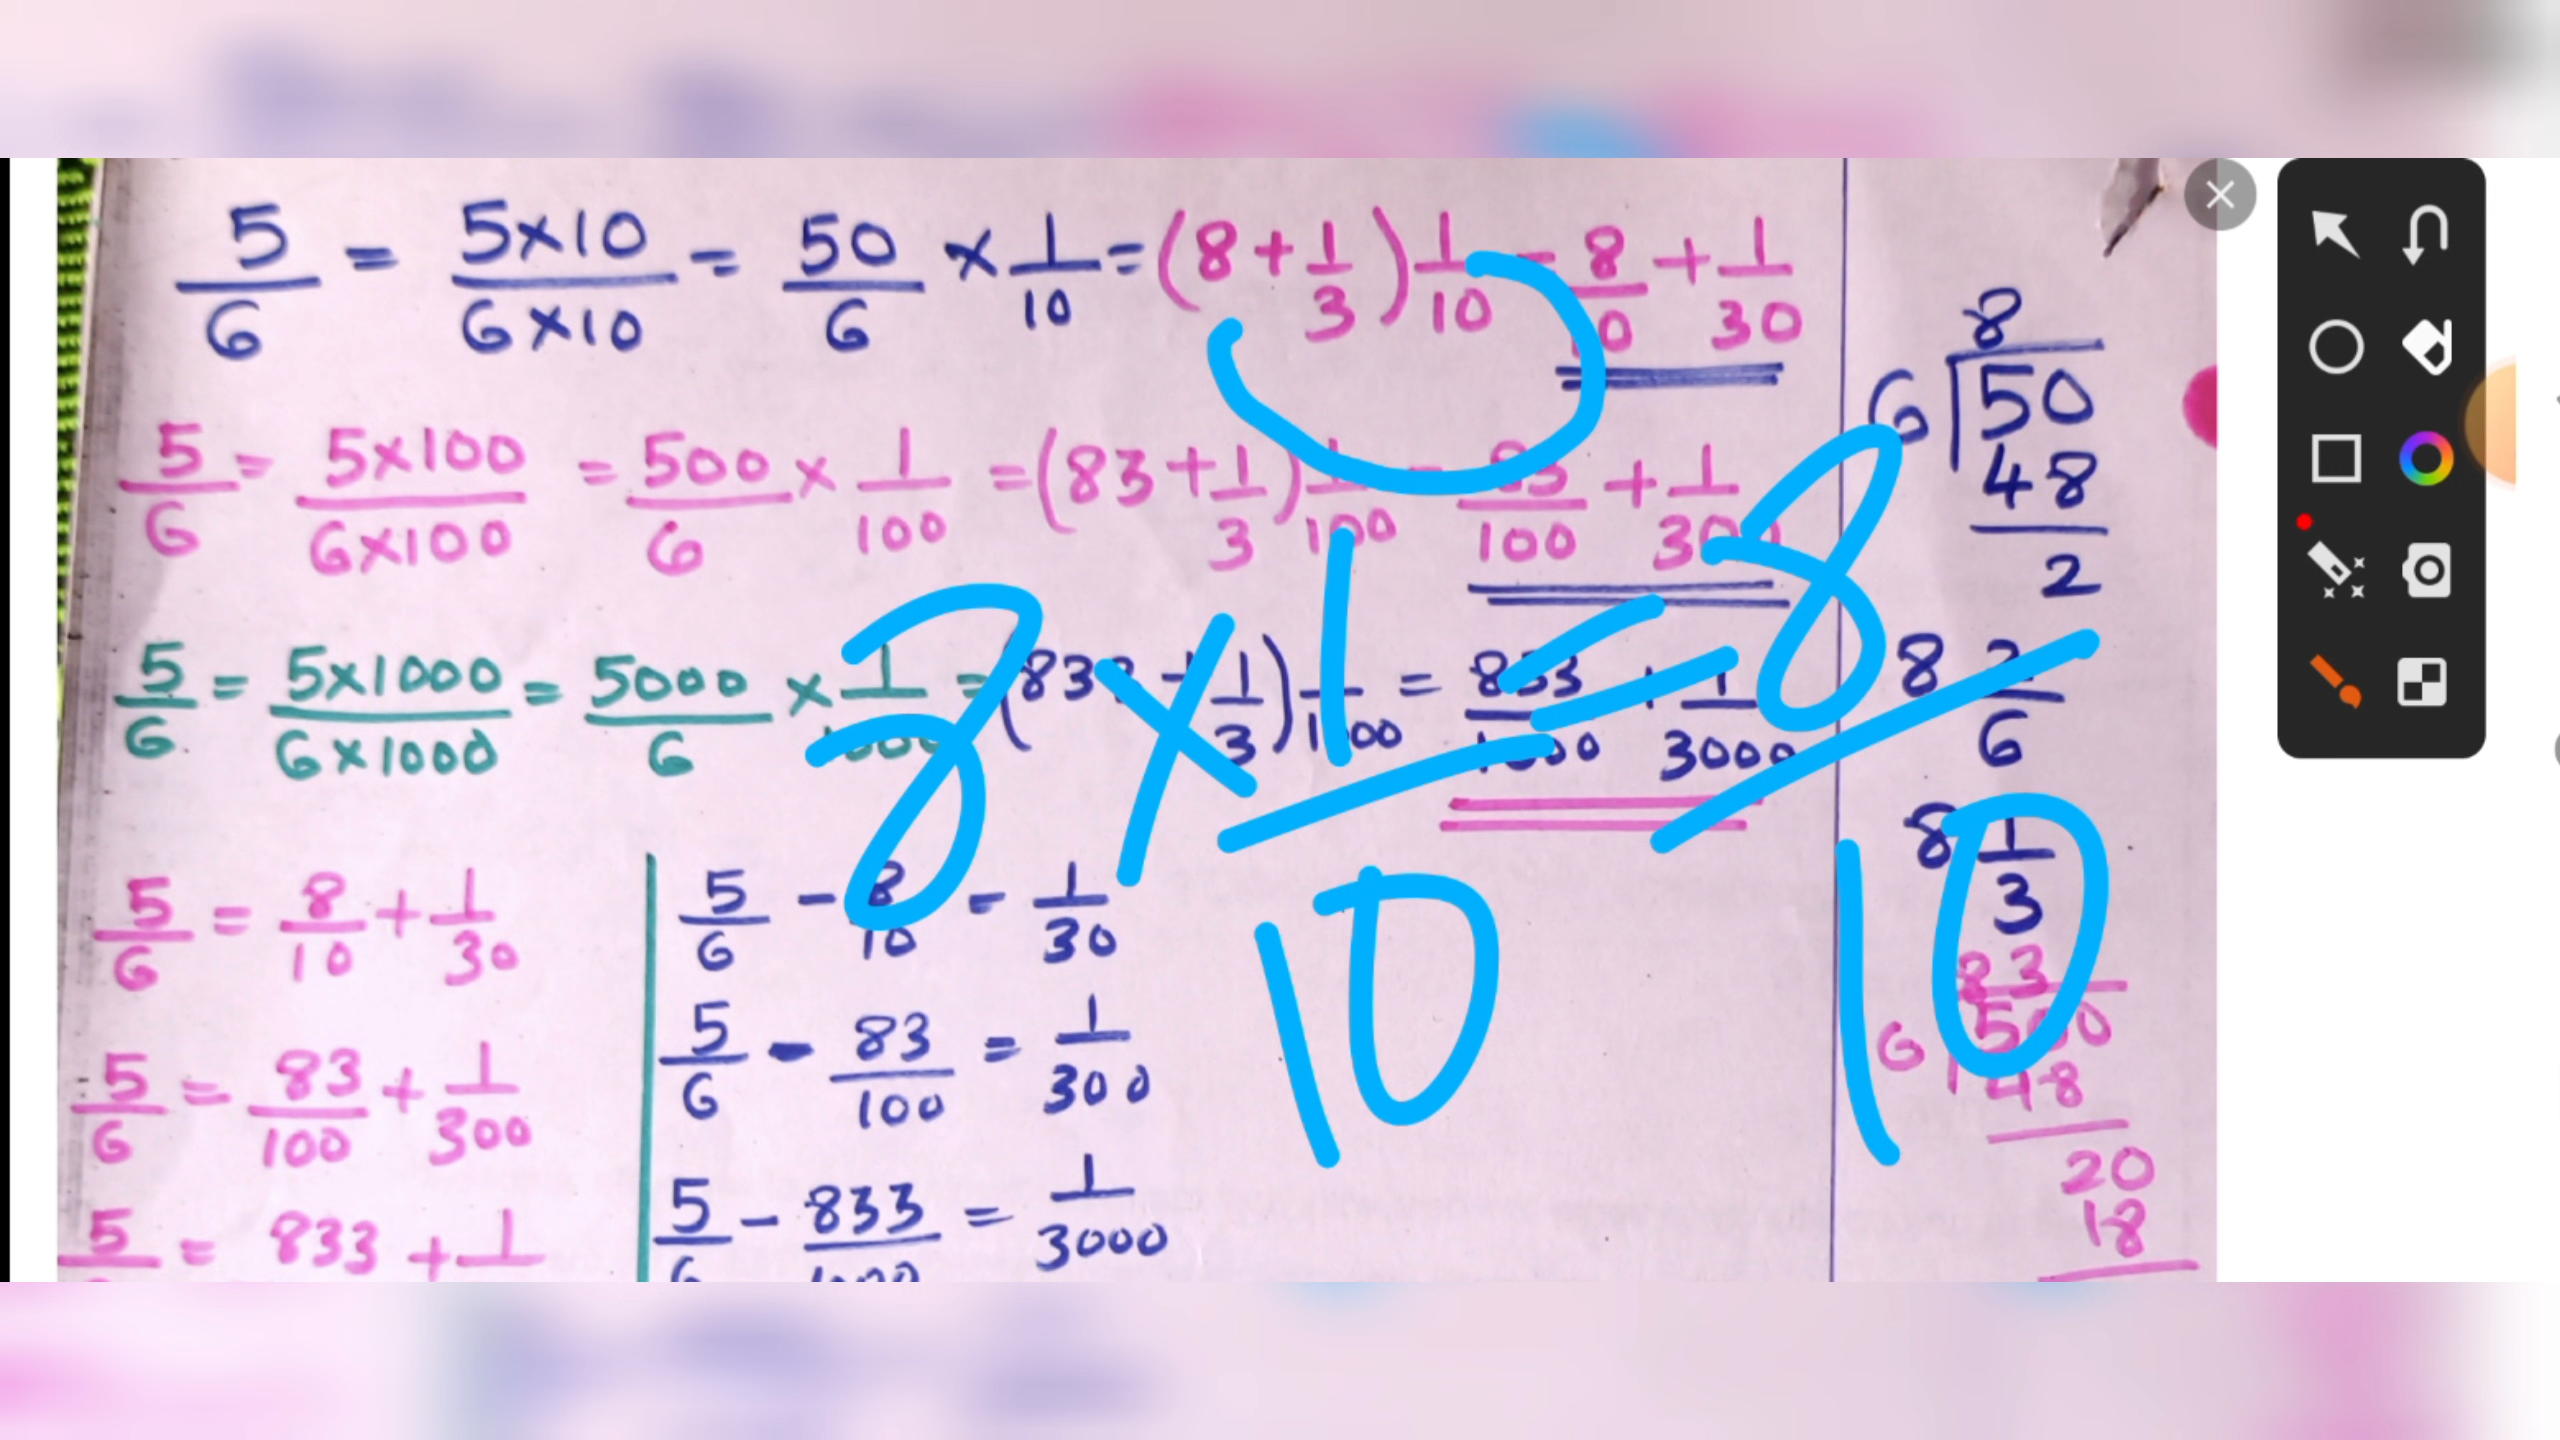 5/6 = 5×10/6×10 = 50/6 × 1/10 = (8 + 1/3) 1/10 = 8/10 + 1/30
5/6 = 5×100/6×100 = 500/6 × 1/100 = (83 + 1/3) 1/100 = 83/100 + 1/300
5/6 = 5×1000/6×1000 = 5000/6 × 1/1000 = (833 + 1/3) 1/1000 = 833/1000 + 1/3000
5/6 = 8/10 + 1/30
5/6 = 83/100 + 1/300
5/ = 833 + 1/
5/6 - 8/10 = 1/30
5/6 - 83/100 = 1/300
5/6 - 833/1000 = 1/3000
8 × 1/10 = 8/10
8
6 50
48
2
8 2/6
8 1/3
83
6 500
48
20
18